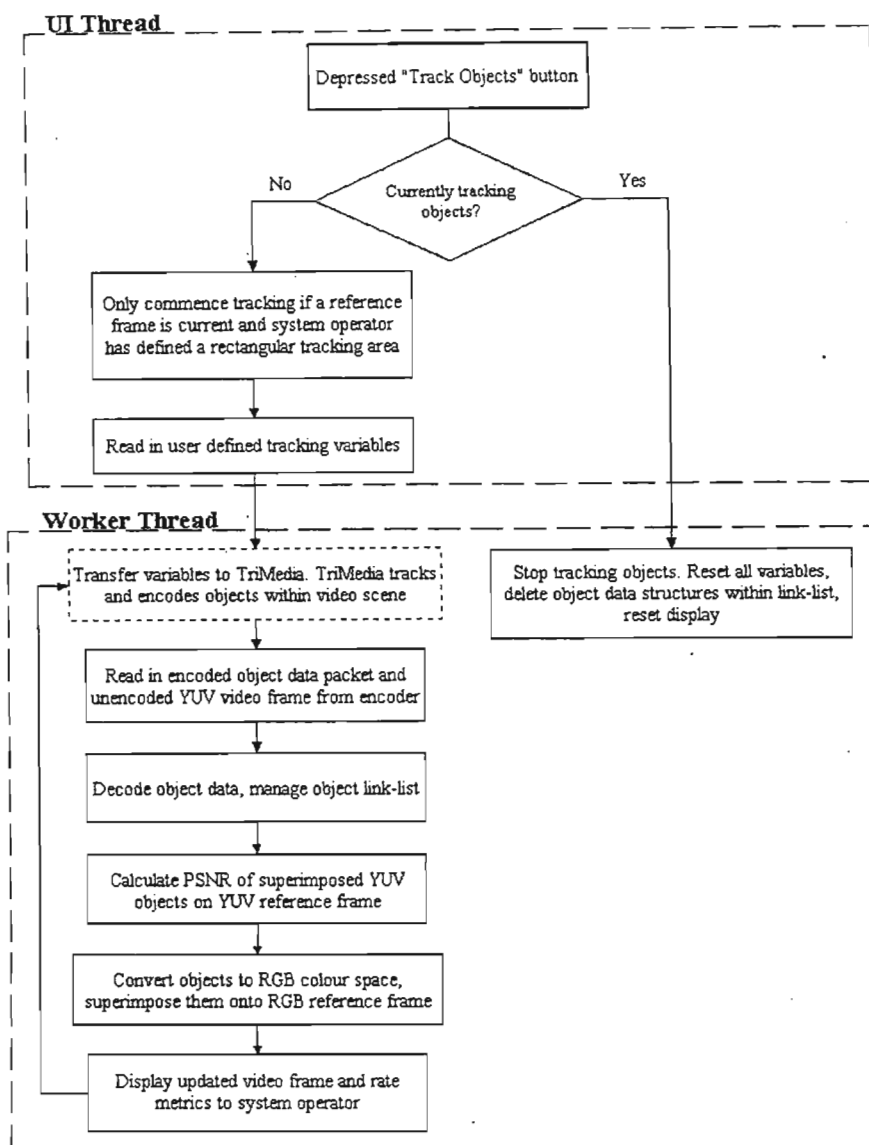 UI Thread
Depressed "Track Objects" button
No
Currently tracking
objects?
Yes
Only commence tracking if a reference
frame is current and system operator
has defined a rectangular tracking area
Read in user defined tracking variables
Worker Thread
Transfer variables to TriMedia. TriMedia tracks
and encodes objects within video scene
Stop tracking objects. Reset all variables,
delete object data structures within link-list,
reset display
Read in encoded object data packet and
unencoded YUV video frame from encoder
Decode object data, manage object link-list
Calculate PSNR of superimposed YUV
objects on YUV reference frame
Convert objects to RGB colour space,
superimpose them onto RGB reference frame
Display updated video frame and rate
metrics to system operator